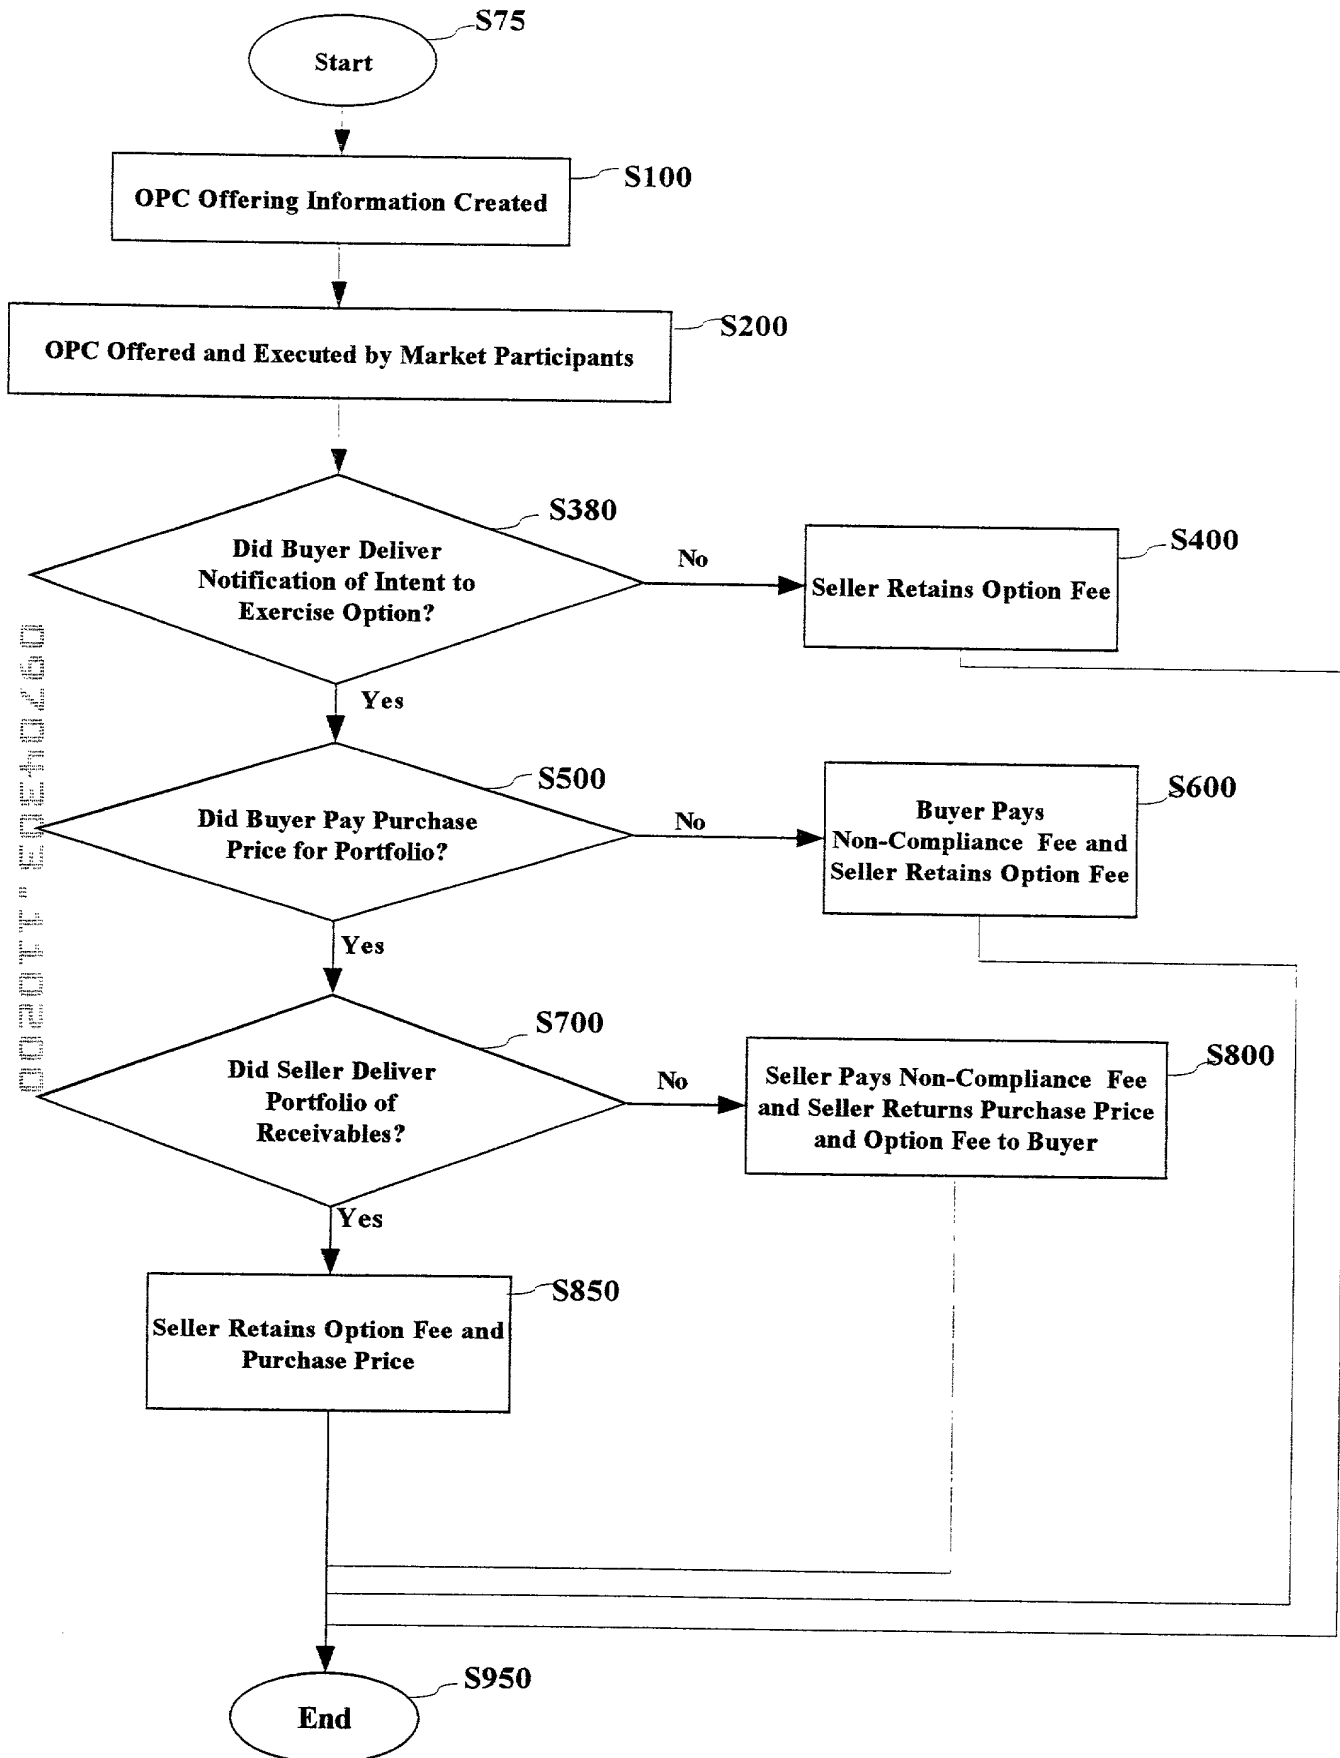 S75
Start
S100
OPC Offering Information Created
S200
OPC Offered and Executed by Market Participants
S380
Did Buyer Deliver
Notification of Intent to
Exercise Option?
No
S400
Seller Retains Option Fee
Yes
S500
Did Buyer Pay Purchase
Price for Portfolio?
No
S600
Buyer Pays
Non-Compliance Fee and
Seller Retains Option Fee
Yes
S700
Did Seller Deliver
Portfolio of
Receivables?
No
S800
Seller Pays Non-Compliance Fee
and Seller Returns Purchase Price
and Option Fee to Buyer
Yes
S850
Seller Retains Option Fee and
Purchase Price
S950
End